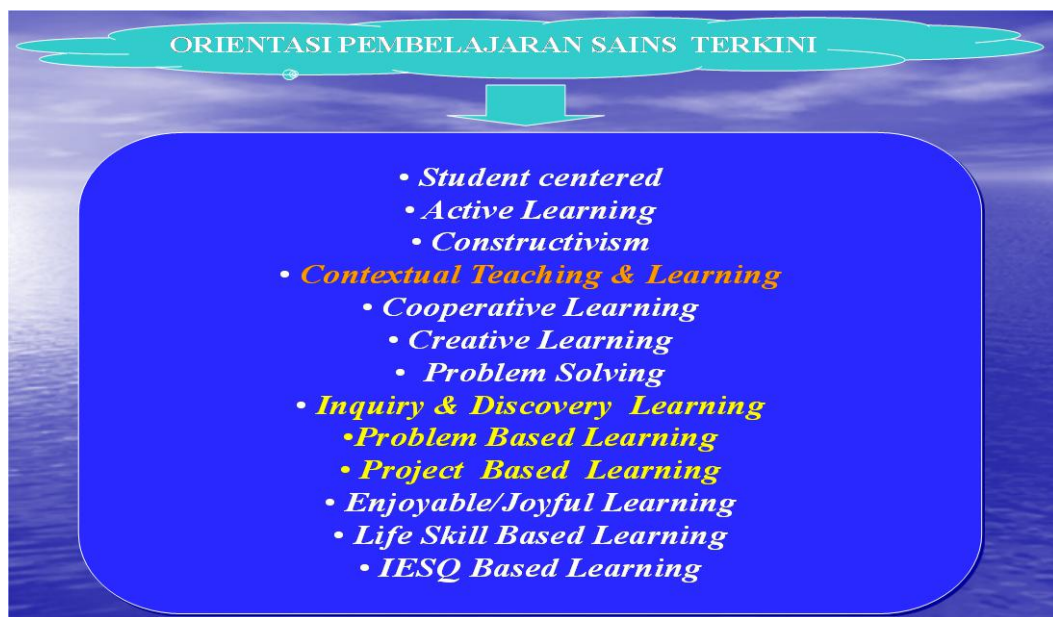 ORIENTASI PEMBELAJARAN SAINS TERKINI
• Student centered
• Active Learning
• Constructivism
• Contextual Teaching & Learning
• Cooperative Learning
• Creative Learning
• Problem Solving
• Inquiry & Discovery Learning
•Problem Based Learning
• Project Based Learning
• Enjoyable/Joyful Learning
• Life Skill Based Learning
• IESQ Based Learning